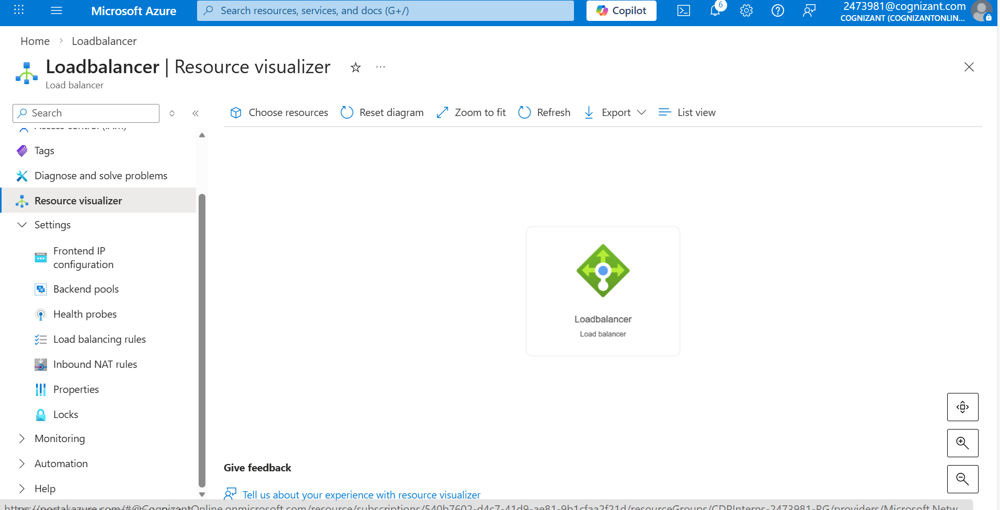 Microsoft Azure
Search resources, services, and docs (G+/)
Copilot
6
2473981@cognizant.com
COGNIZANT (COGNIZANTONLIN...
Home > Loadbalancer
Loadbalancer | Resource visualizer
Load balancer
Search
Choose resources
Reset diagram
Zoom to fit
Refresh
Export
List view
Access control (IAM)
Tags
Diagnose and solve problems
Resource visualizer
Settings
Frontend IP
configuration
Backend pools
Health probes
Load balancing rules
Inbound NAT rules
Properties
Locks
Monitoring
Automation
Help
Loadbalancer
Load balancer
Give feedback
Tell us about your experience with resource visualizer
https://portal.azure.com/#@CognizantOnline.onmicrosoft.com/resource/subscriptions/540b7602-d4c7-41d9-ae81-9b1cfaa2f21d/resourceGroups/CDPInterns-2473981-RG/providers/Microsoft.Netw...